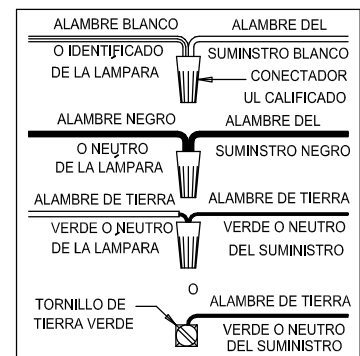 ALAMBRE BLANCO ALAMBRE DEL
O IDENTIFICADO SUMINSTRO BLANCO
DE LA LAMPARA CONECTADOR
UL CALIFICADO
ALAMBRE NEGRO ALAMBRE DEL
O NEUTRO SUMINSTRO NEGRO
DE LA LAMPARA
ALAMBRE DE TIERRA ALAMBRE DE TIERRA
VERDE O NEUTRO VERDE O NEUTRO
DE LA LAMPARA DEL SUMINISTRO
O
TORNILLO DE ALAMBRE DE TIERRA
TIERRA VERDE VERDE O NEUTRO
DEL SUMINISTRO